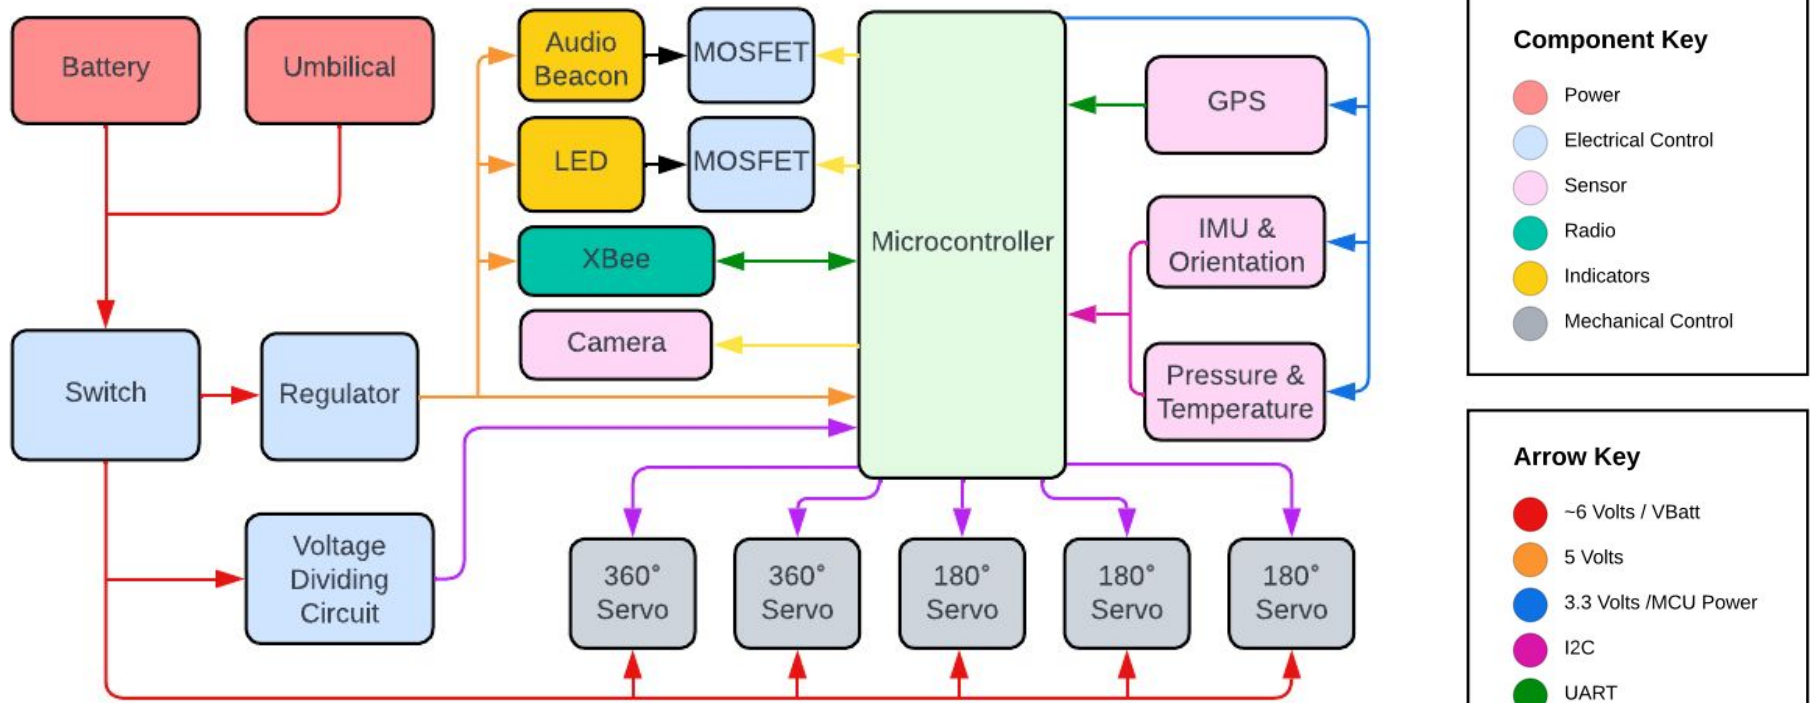 Battery
Umbilical
Audio
Beacon
MOSFET
LED
MOSFET
XBee
Camera
Microcontroller
GPS
IMU &
Orientation
Pressure &
Temperature
Switch
Regulator
Voltage
Dividing
Circuit
360°
Servo
360°
Servo
180°
Servo
180°
Servo
180°
Servo
Component Key
Power
Electrical Control
Sensor
Radio
Indicators
Mechanical Control
Arrow Key
~6 Volts / VBatt
5 Volts
3.3 Volts /MCU Power
I2C
UART